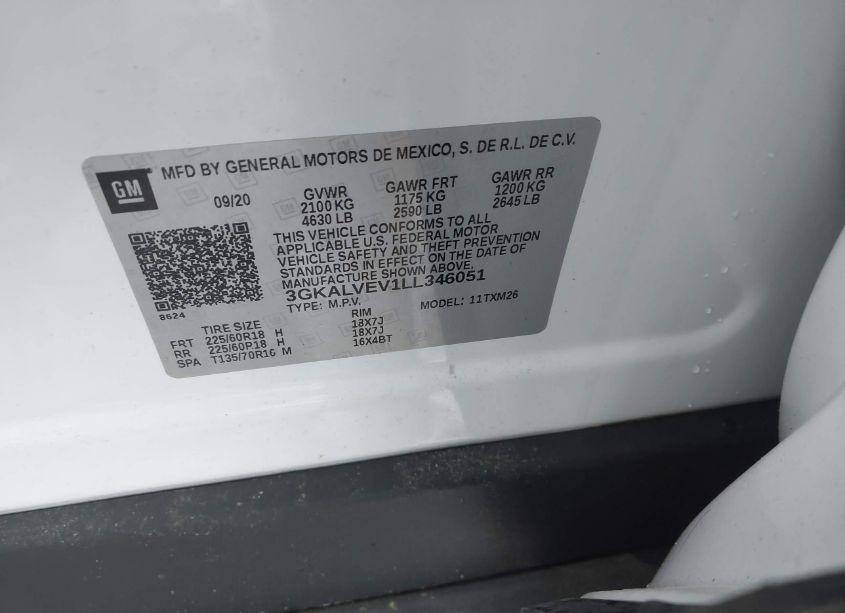 GM
MFD BY GENERAL MOTORS DE MEXICO, S. DE R.L. DE C.V.
09/20 GVWR GAWR FRT GAWR RR
2100 KG 1175 KG 1200 KG
4630 LB 2590 LB 2645 LB
THIS VEHICLE CONFORMS TO ALL
APPLICABLE U.S. FEDERAL MOTOR
VEHICLE SAFETY AND THEFT PREVENTION
STANDARDS IN EFFECT ON THE DATE OF
MANUFACTURE SHOWN ABOVE.
3GKALVEV1LL346051
TYPE: M.P.V. MODEL: 11TXM26
8624
TIRE SIZE RIM
FRT 225/60R18 H 18X7J
RR 225/60R18 H 18X7J
SPA T135/70R16 M 16X4BT